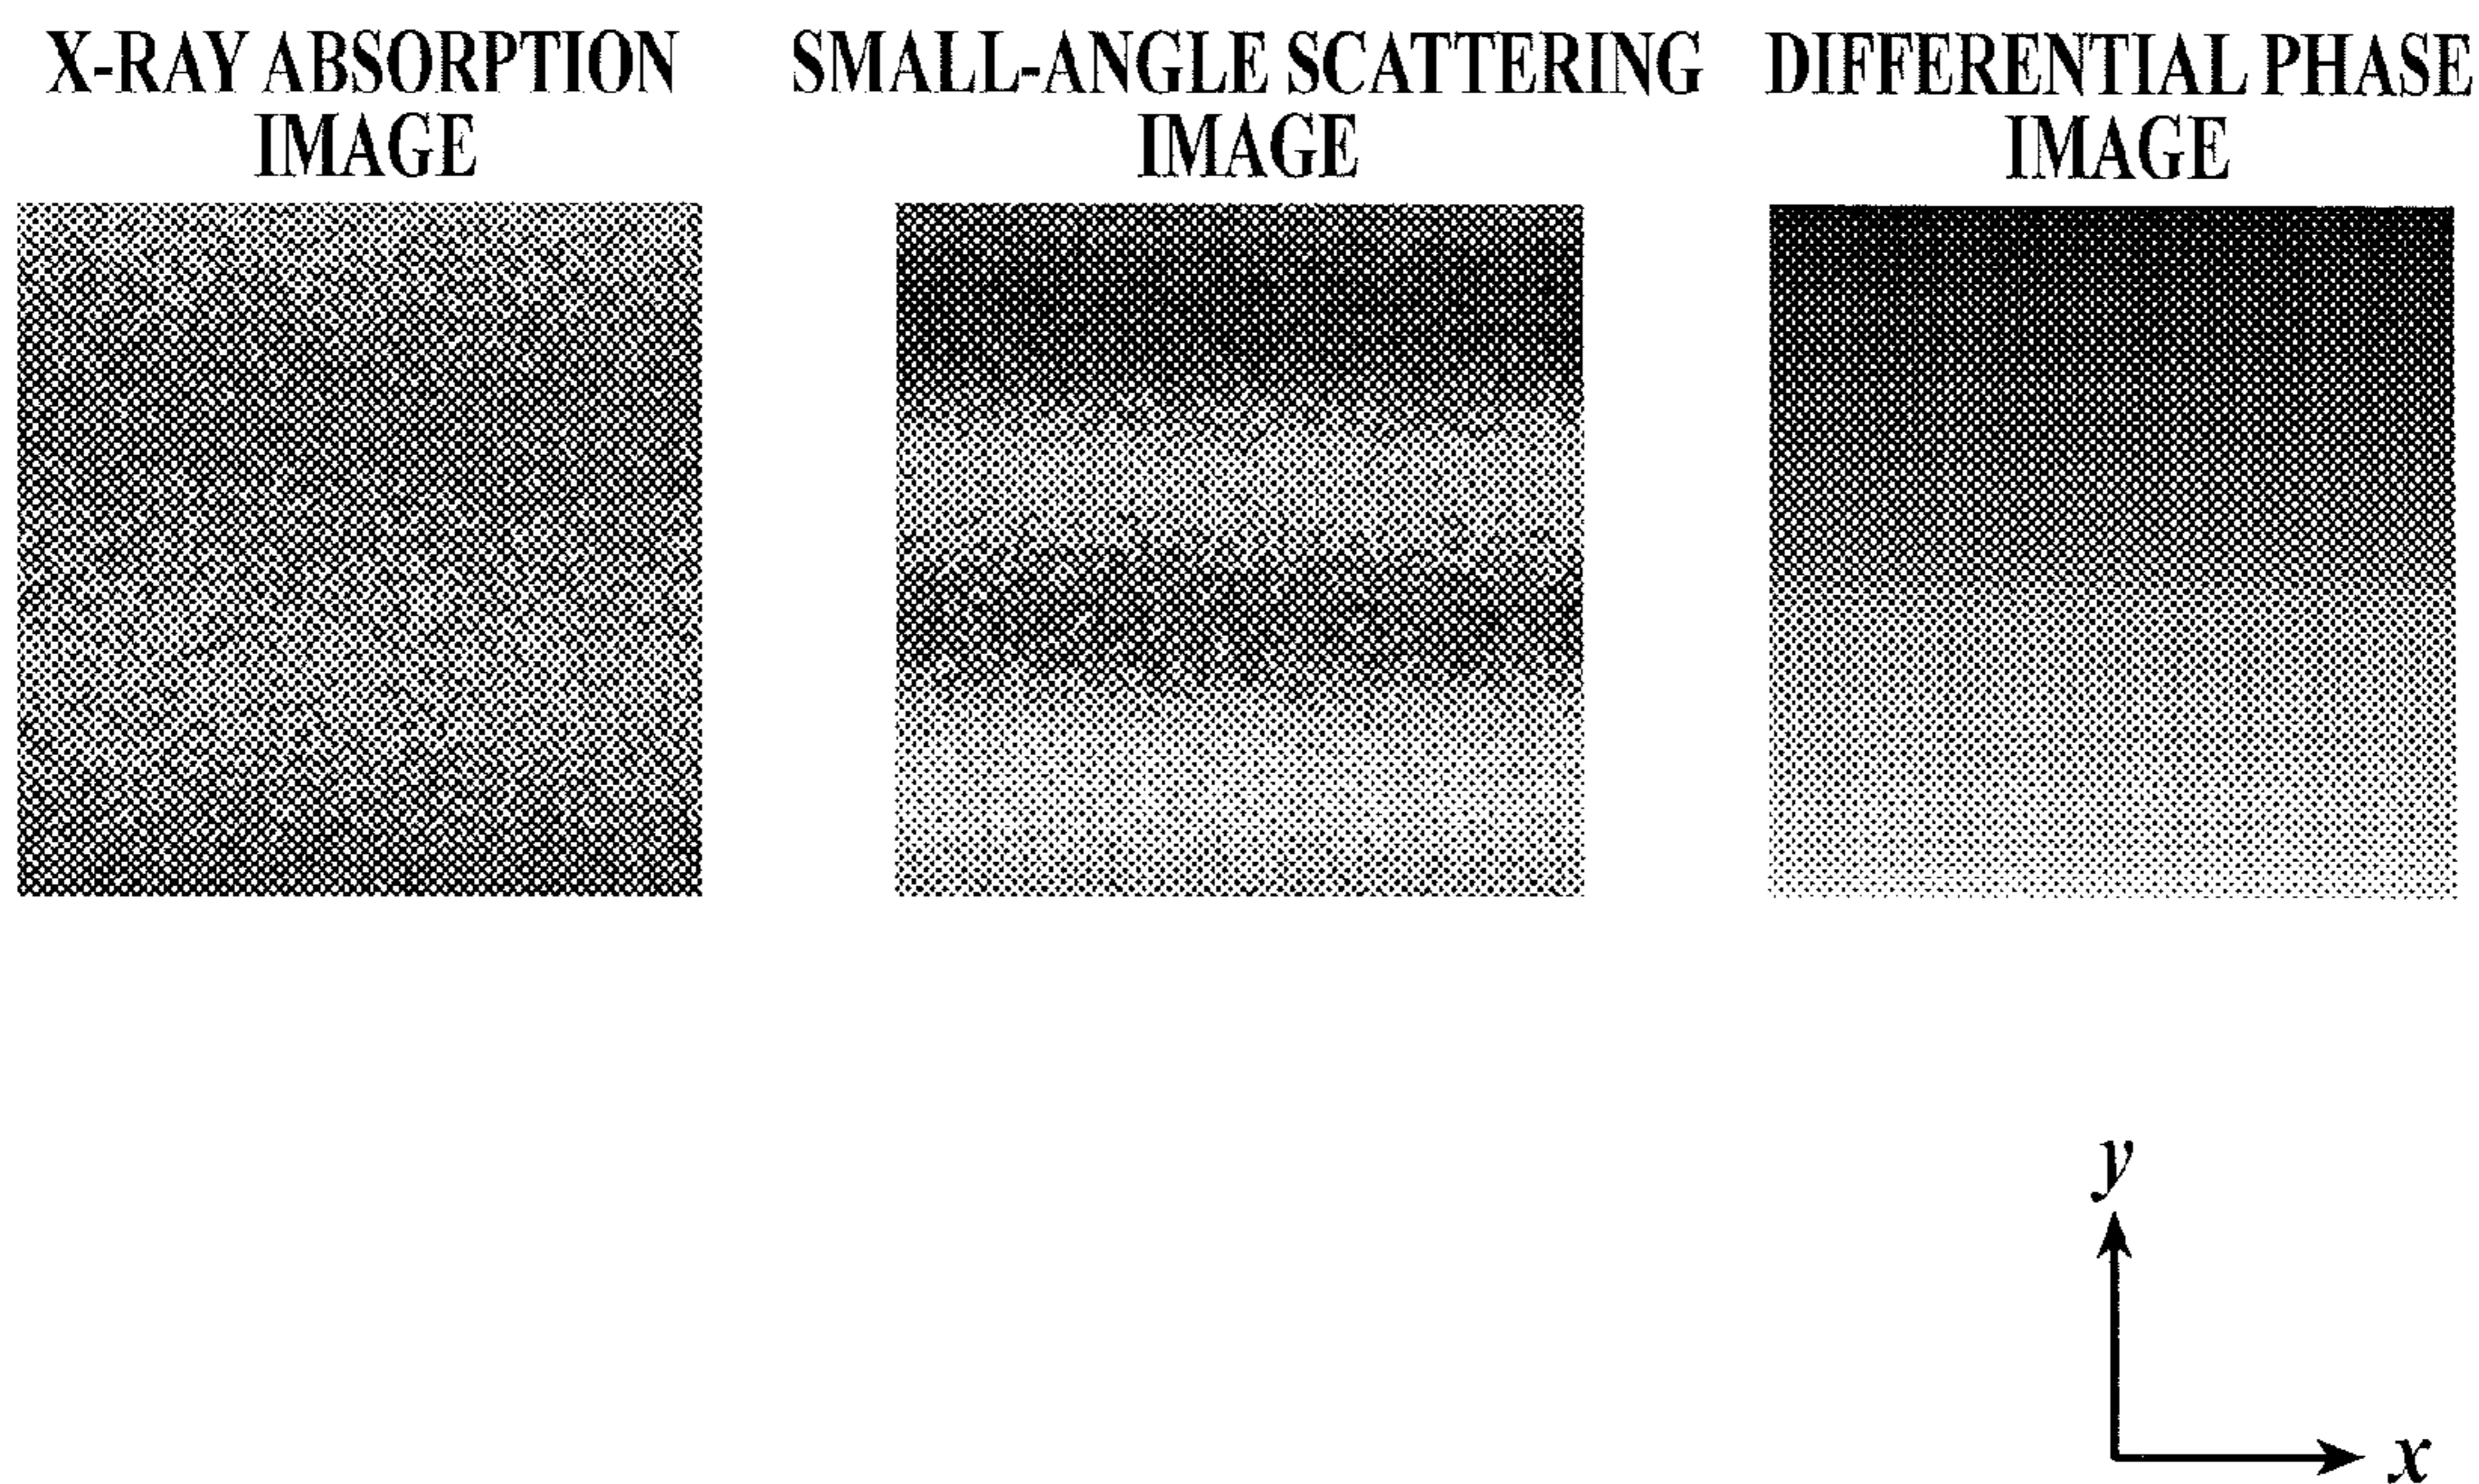 X-RAY ABSORPTION
IMAGE
SMALL-ANGLE SCATTERING
IMAGE
DIFFERENTIAL PHASE
IMAGE
y
x